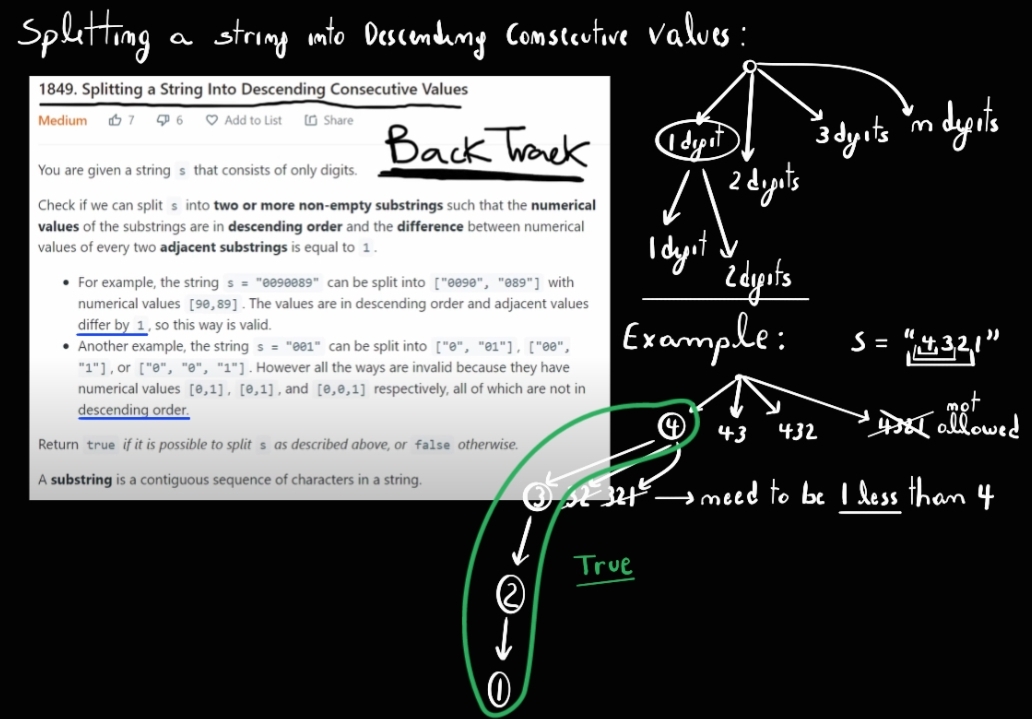 Splitting a string into Descending Consecutive Values:
1849. Splitting a String Into Descending Consecutive Values
Medium 7 6 Add to List Share
BackTrack
You are given a string s that consists of only digits.
Check if we can split s into two or more non-empty substrings such that the numerical
values of the substrings are in descending order and the difference between numerical
values of every two adjacent substrings is equal to 1.
• For example, the string s = "0090089" can be split into ["0090", "089"] with
numerical values [90,89]. The values are in descending order and adjacent values
differ by 1, so this way is valid.
• Another example, the string s = "001" can be split into ["0", "01"], ["00",
"1"], or ["0", "0", "1"]. However all the ways are invalid because they have
numerical values [0,1], [0,1], and [0,0,1] respectively, all of which are not in
descending order.
Return true if it is possible to split s as described above, or false otherwise.
A substring is a contiguous sequence of characters in a string.
1 digit
2 digits
3 digits
n digits
1 digit
2 digits
Example: s = "4321"
4 43 432 4321 not
allowed
3 32 321 → need to be 1 less than 4
2
1
True